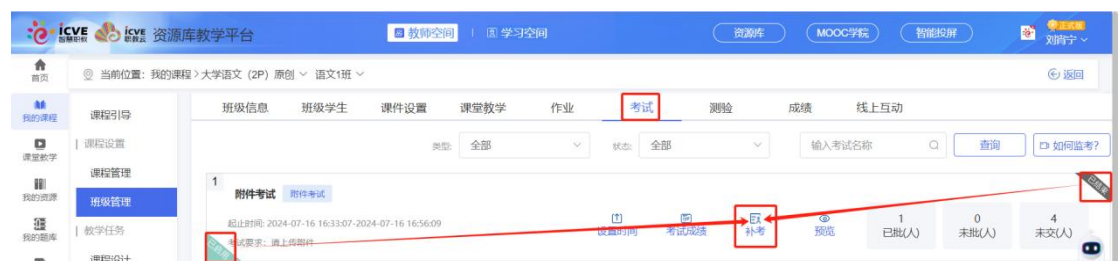 icve 智慧职教 icve 职教云 资源库教学平台 教师空间 学习空间 资源库 MOOC学院 智能投屏 正式版 刘肖宁
首页 当前位置: 我的课程 > 大学语文 (2P) 原创 语文1班 返回
我的课程 课程引导 班级信息 班级学生 课件设置 课堂教学 作业 考试 测验 成绩 线上互动
课堂教学 课程设置 类型: 全部 状态: 全部 输入考试名称 查询 如何监考?
课程管理
我的资源 班级管理 1 附件考试 附件考试 已结束
我的题库 教学任务 起止时间: 2024-07-16 16:33:07-2024-07-16 16:56:09 设置时间 考试成绩 补考 预览 1 已批(人) 0 未批(人) 4 未交(人)
考试要求: 请上传附件
课程设计